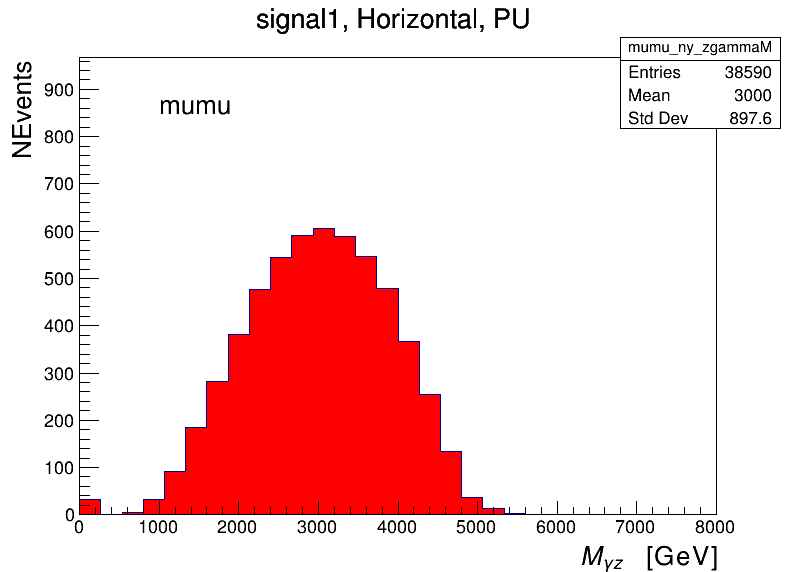 signal1, Horizontal, PU
mumu_ny_zgammaM
Entries 38590
Mean 3000
Std Dev 897.6
NEvents
mumu
900
800
700
600
500
400
300
200
100
0
0 1000 2000 3000 4000 5000 6000 7000 8000
Mγz [GeV]